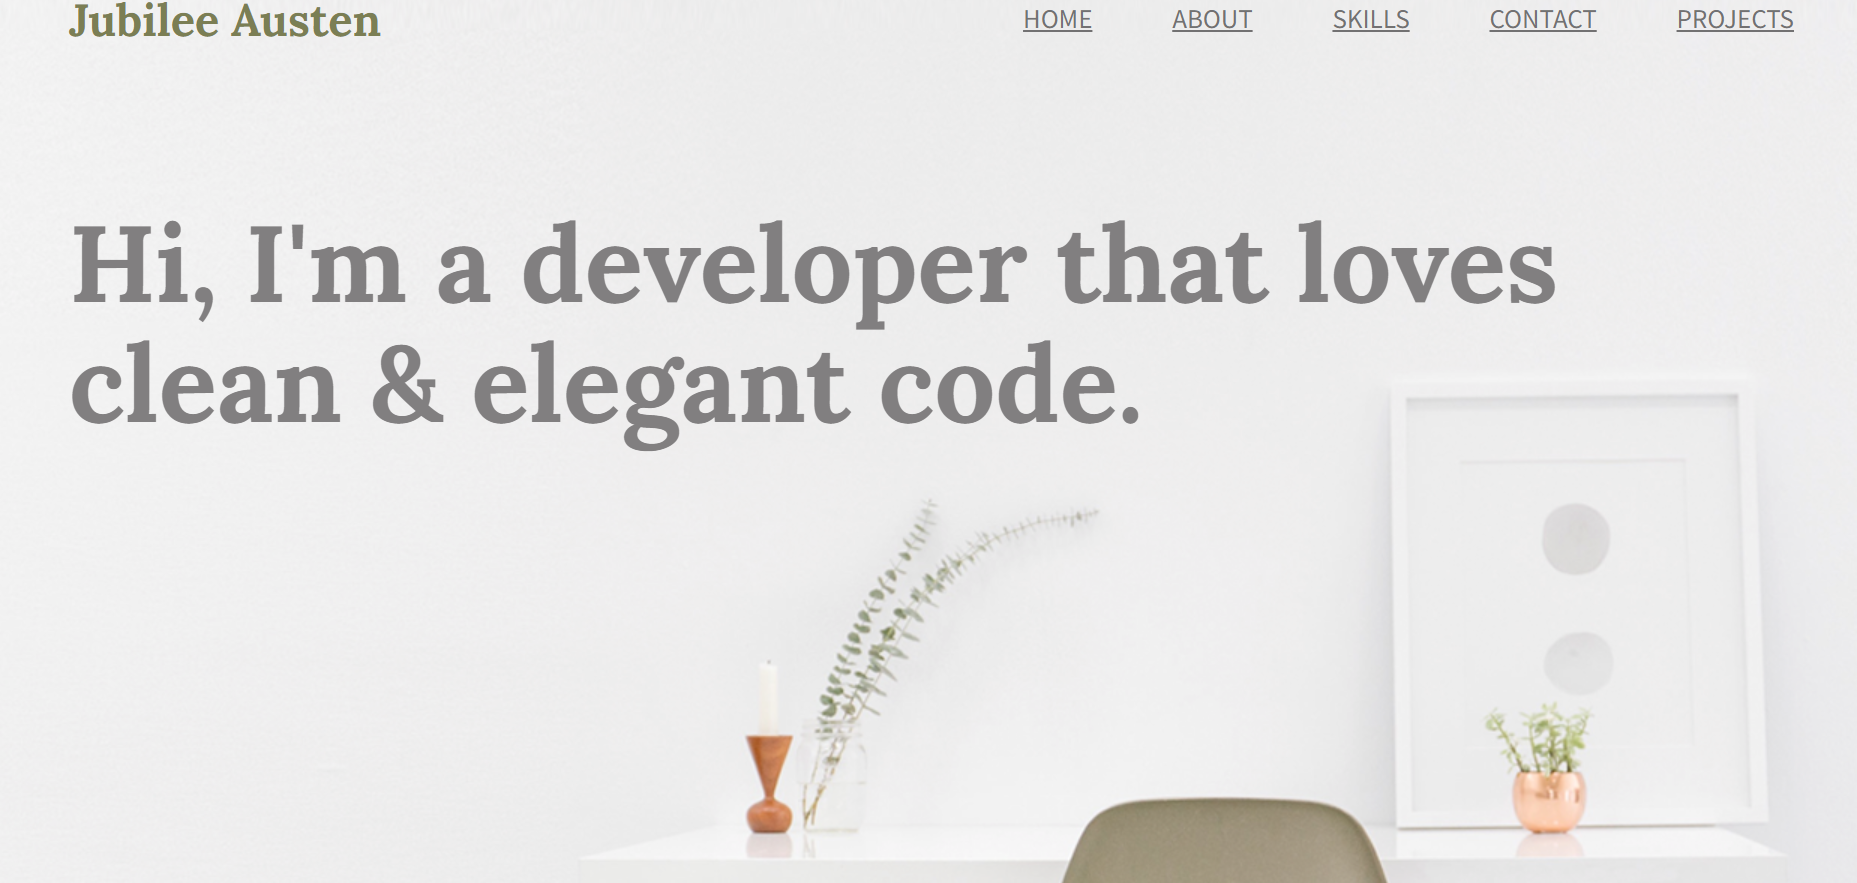 Jubilee Austen
HOME ABOUT SKILLS CONTACT PROJECTS
Hi, I'm a developer that loves
clean & elegant code.